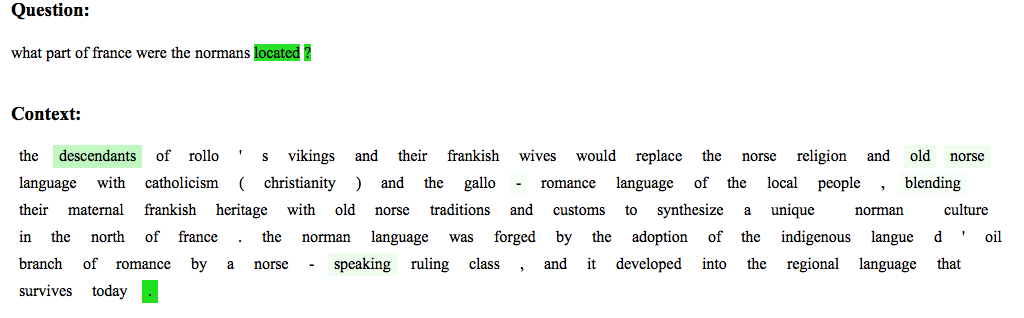 Question:
what part of france were the normans located ?
Context:
the descendants of rollo ' s vikings and their frankish wives would replace the norse religion and old norse
language with catholicism ( christianity ) and the gallo - romance language of the local people , blending
their maternal frankish heritage with old norse traditions and customs to synthesize a unique norman culture
in the north of france . the norman language was forged by the adoption of the indigenous langue d ' oil
branch of romance by a norse - speaking ruling class , and it developed into the regional language that
survives today .